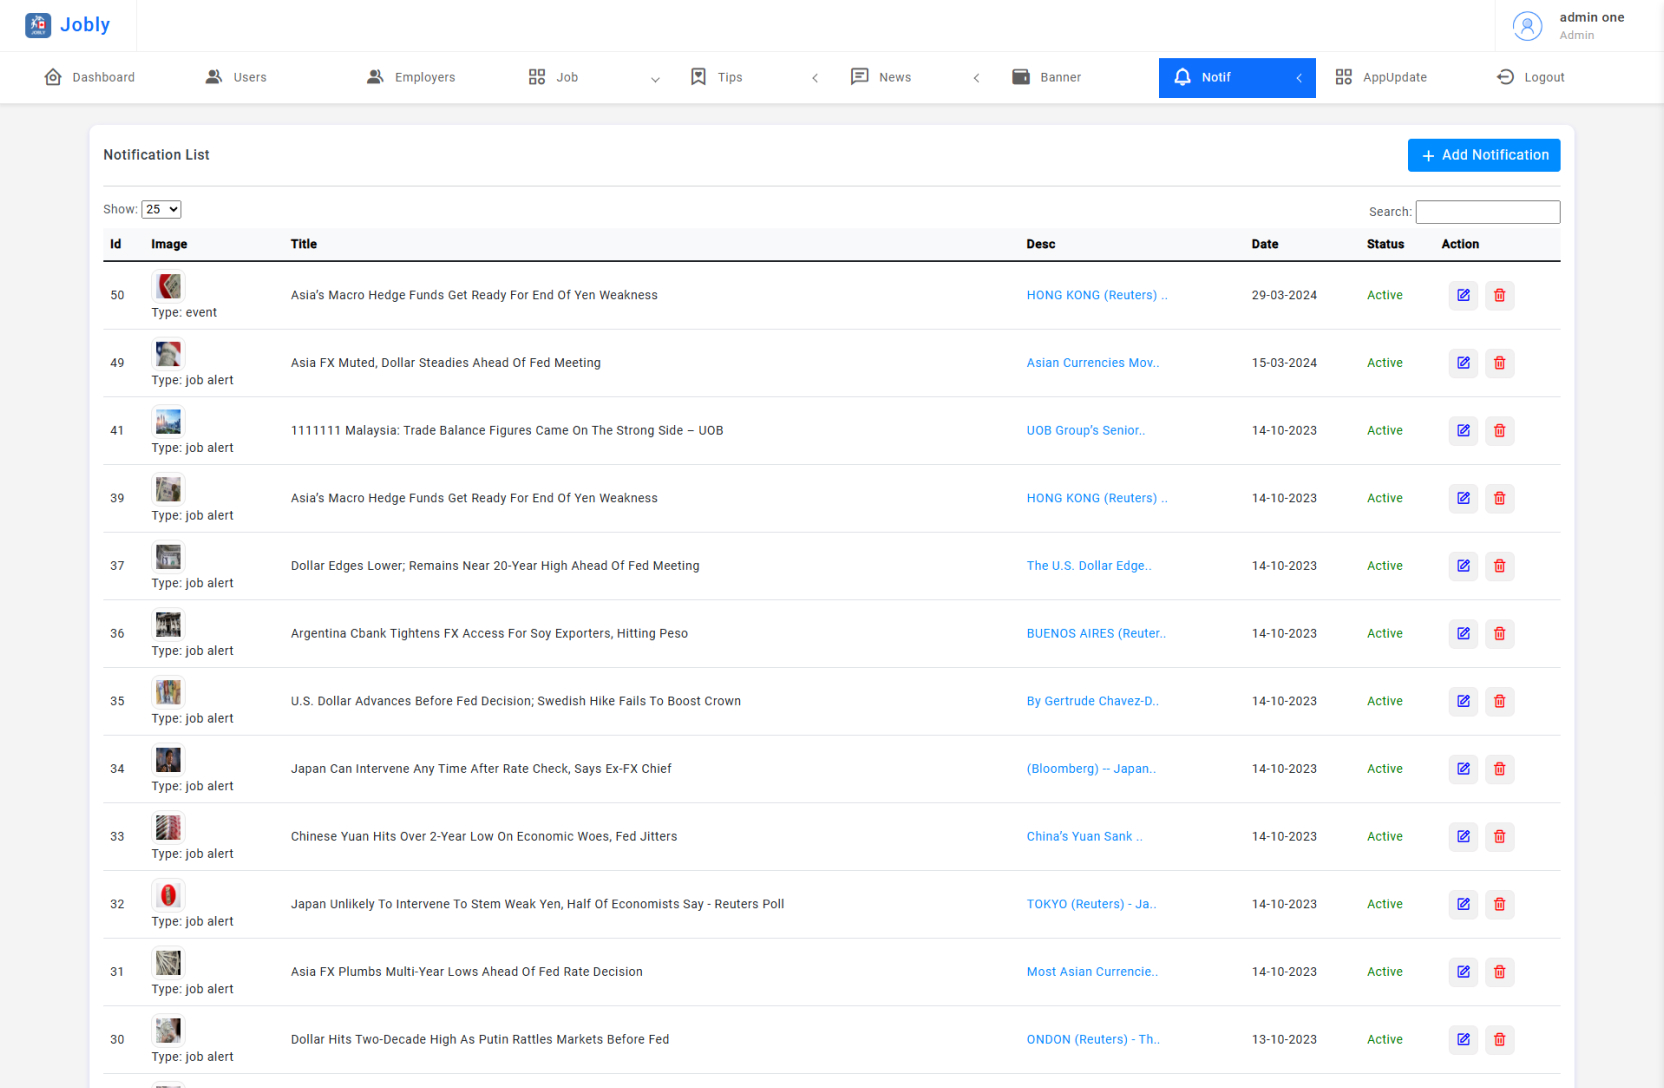 Jobly
admin one
Admin
Dashboard
Users
Employers
Job
Tips
News
Banner
Notif
AppUpdate
Logout
Notification List
+ Add Notification
Show: 25
Search:
Id Image Title Desc Date Status Action
50 Asia’s Macro Hedge Funds Get Ready For End Of Yen Weakness HONG KONG (Reuters) .. 29-03-2024 Active
Type: event
49 Asia FX Muted, Dollar Steadies Ahead Of Fed Meeting Asian Currencies Mov.. 15-03-2024 Active
Type: job alert
41 1111111 Malaysia: Trade Balance Figures Came On The Strong Side – UOB UOB Group’s Senior.. 14-10-2023 Active
Type: job alert
39 Asia’s Macro Hedge Funds Get Ready For End Of Yen Weakness HONG KONG (Reuters) .. 14-10-2023 Active
Type: job alert
37 Dollar Edges Lower; Remains Near 20-Year High Ahead Of Fed Meeting The U.S. Dollar Edge.. 14-10-2023 Active
Type: job alert
36 Argentina Cbank Tightens FX Access For Soy Exporters, Hitting Peso BUENOS AIRES (Reuter.. 14-10-2023 Active
Type: job alert
35 U.S. Dollar Advances Before Fed Decision; Swedish Hike Fails To Boost Crown By Gertrude Chavez-D.. 14-10-2023 Active
Type: job alert
34 Japan Can Intervene Any Time After Rate Check, Says Ex-FX Chief (Bloomberg) -- Japan.. 14-10-2023 Active
Type: job alert
33 Chinese Yuan Hits Over 2-Year Low On Economic Woes, Fed Jitters China’s Yuan Sank .. 14-10-2023 Active
Type: job alert
32 Japan Unlikely To Intervene To Stem Weak Yen, Half Of Economists Say - Reuters Poll TOKYO (Reuters) - Ja.. 14-10-2023 Active
Type: job alert
31 Asia FX Plumbs Multi-Year Lows Ahead Of Fed Rate Decision Most Asian Currencie.. 14-10-2023 Active
Type: job alert
30 Dollar Hits Two-Decade High As Putin Rattles Markets Before Fed ONDON (Reuters) - Th.. 13-10-2023 Active
Type: job alert